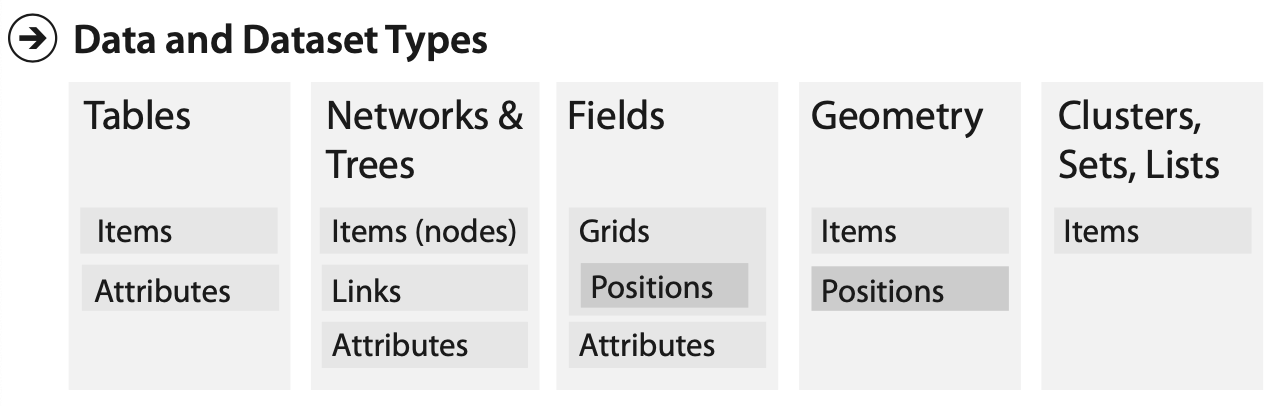 Data and Dataset Types
Tables
Items
Attributes
Networks &
Trees
Items (nodes)
Links
Attributes
Fields
Grids
Positions
Attributes
Geometry
Items
Positions
Clusters,
Sets, Lists
Items